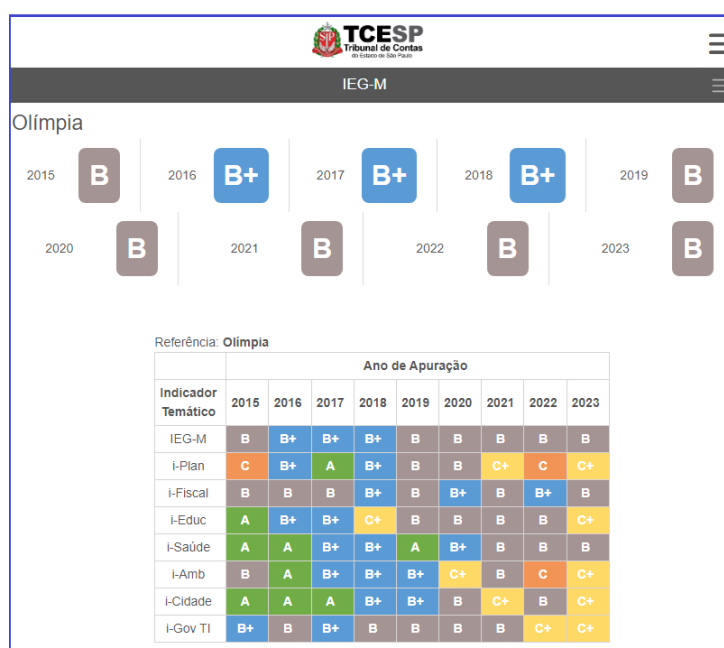 TCESP
Tribunal de Contas
do Estado de São Paulo
IEG-M
Olímpia
2015 B 2016 B+ 2017 B+ 2018 B+ 2019 B
2020 B 2021 B 2022 B 2023 B
Referência: Olímpia
Ano de Apuração
Indicador Temático 2015 2016 2017 2018 2019 2020 2021 2022 2023
IEG-M B B+ B+ B+ B B B B B
i-Plan C B+ A B+ B B C+ C C+
i-Fiscal B B B B+ B B+ B B+ B
i-Educ A B+ B+ C+ B B B B C+
i-Saúde A A B+ B+ A B+ B B B
i-Amb B A B+ B+ B+ C+ B C C+
i-Cidade A A A B+ B+ B C+ B C+
i-Gov TI B+ B B+ B B B B C+ C+